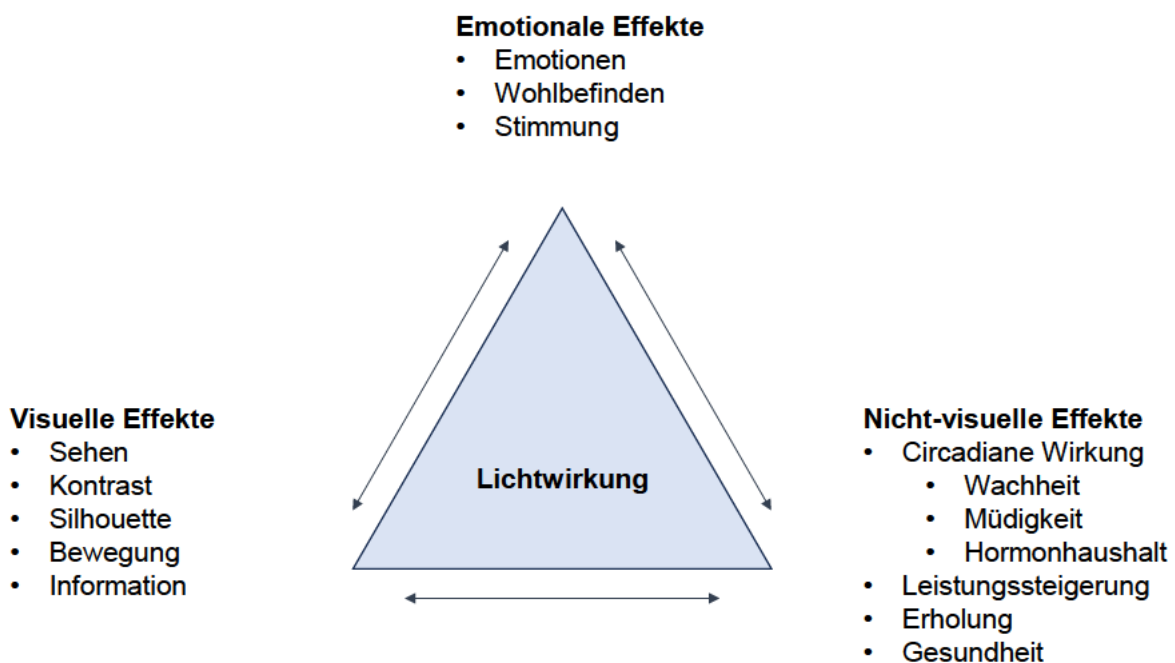 Emotionale Effekte
• Emotionen
• Wohlbefinden
• Stimmung
Visuelle Effekte
• Sehen
• Kontrast
• Silhouette
• Bewegung
• Information
Lichtwirkung
Nicht-visuelle Effekte
• Circadiane Wirkung
• Wachheit
• Müdigkeit
• Hormonhaushalt
• Leistungssteigerung
• Erholung
• Gesundheit